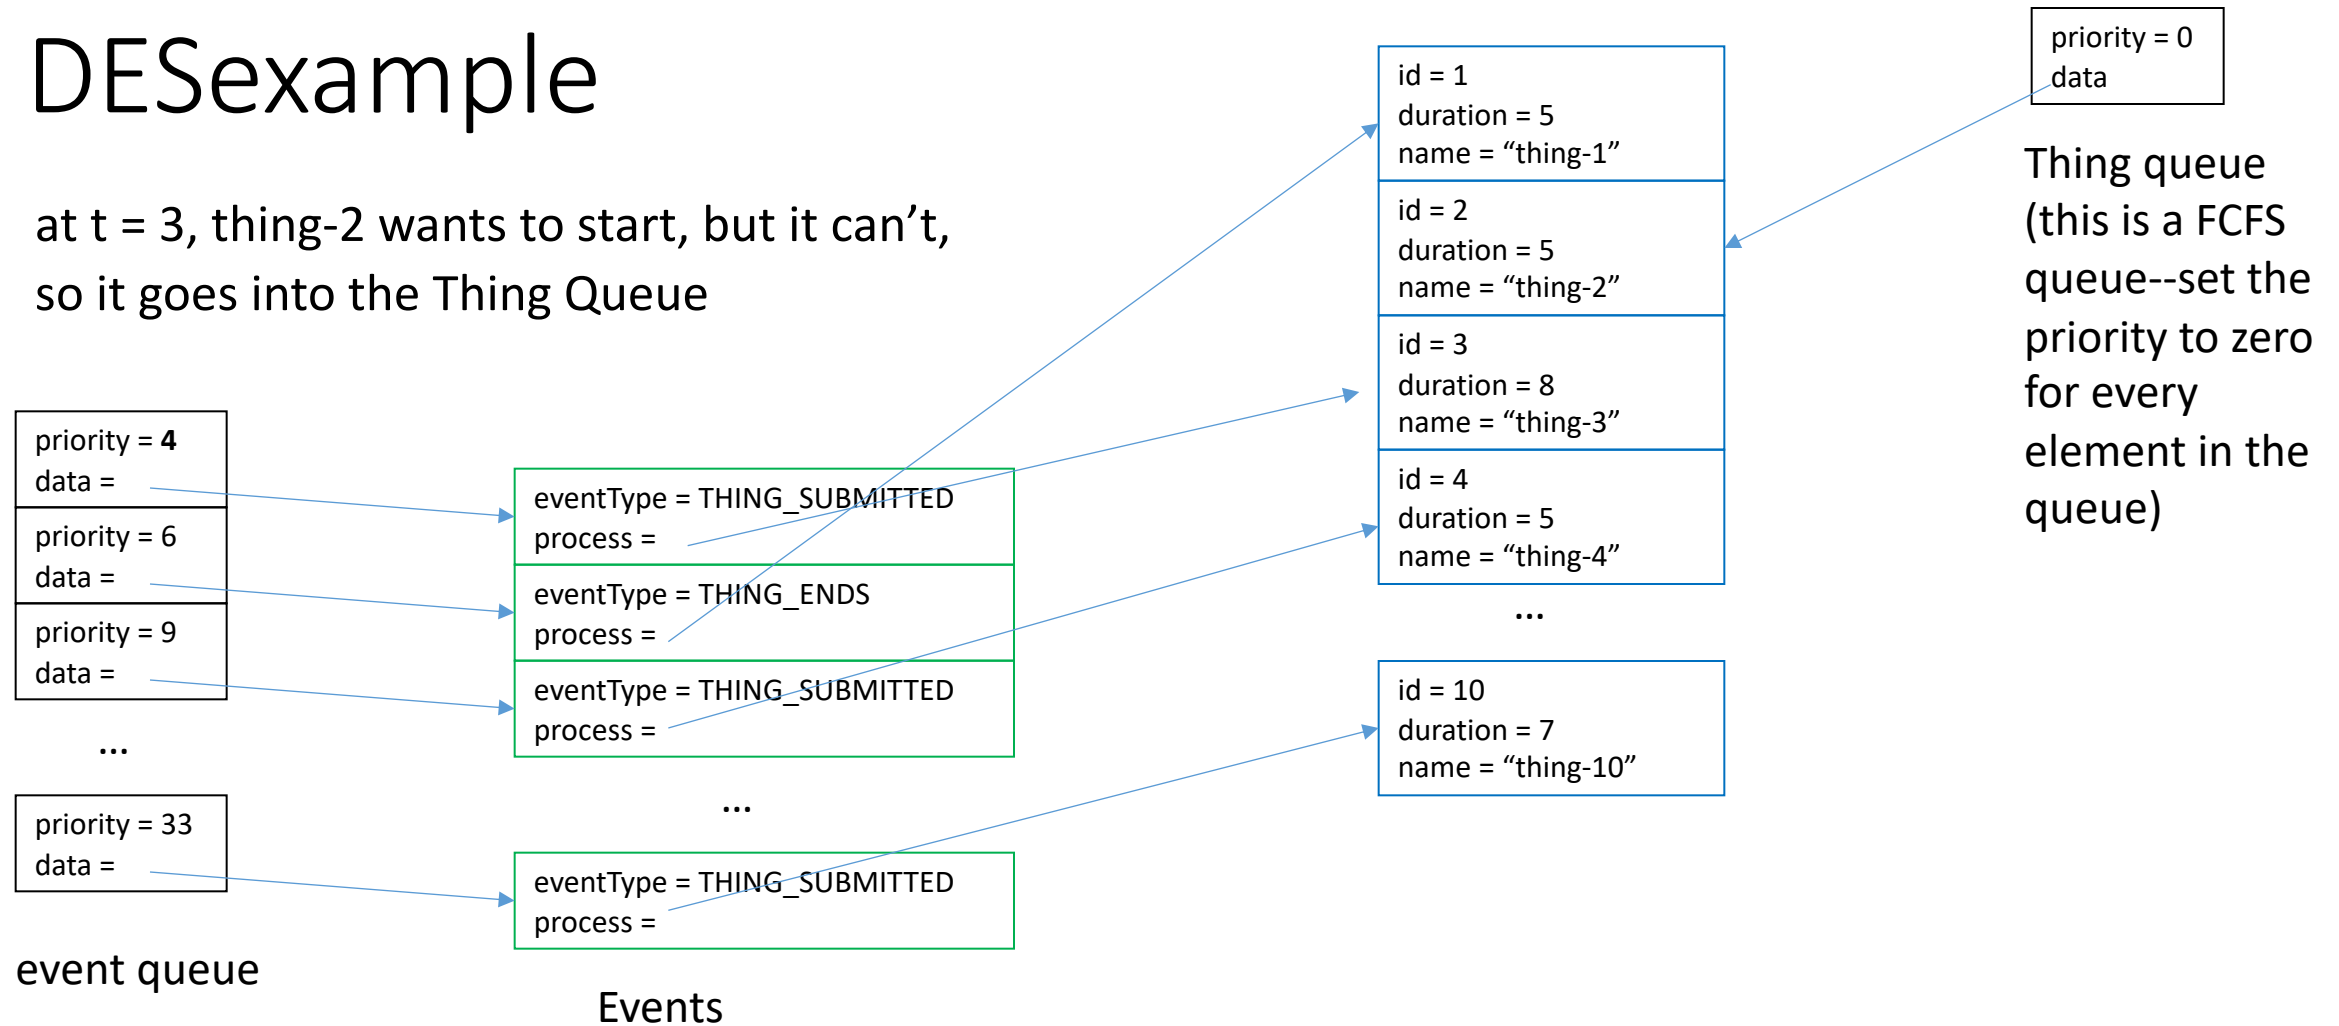 DESexample
at t = 3, thing-2 wants to start, but it can’t,
so it goes into the Thing Queue
priority = 4
data =
priority = 6
data =
priority = 9
data =
...
priority = 33
data =
event queue
eventType = THING_SUBMITTED
process =
eventType = THING_ENDS
process =
eventType = THING_SUBMITTED
process =
...
eventType = THING_SUBMITTED
process =
Events
id = 1
duration = 5
name = “thing-1”
id = 2
duration = 5
name = “thing-2”
id = 3
duration = 8
name = “thing-3”
id = 4
duration = 5
name = “thing-4”
...
id = 10
duration = 7
name = “thing-10”
priority = 0
data
Thing queue
(this is a FCFS
queue--set the
priority to zero
for every
element in the
queue)